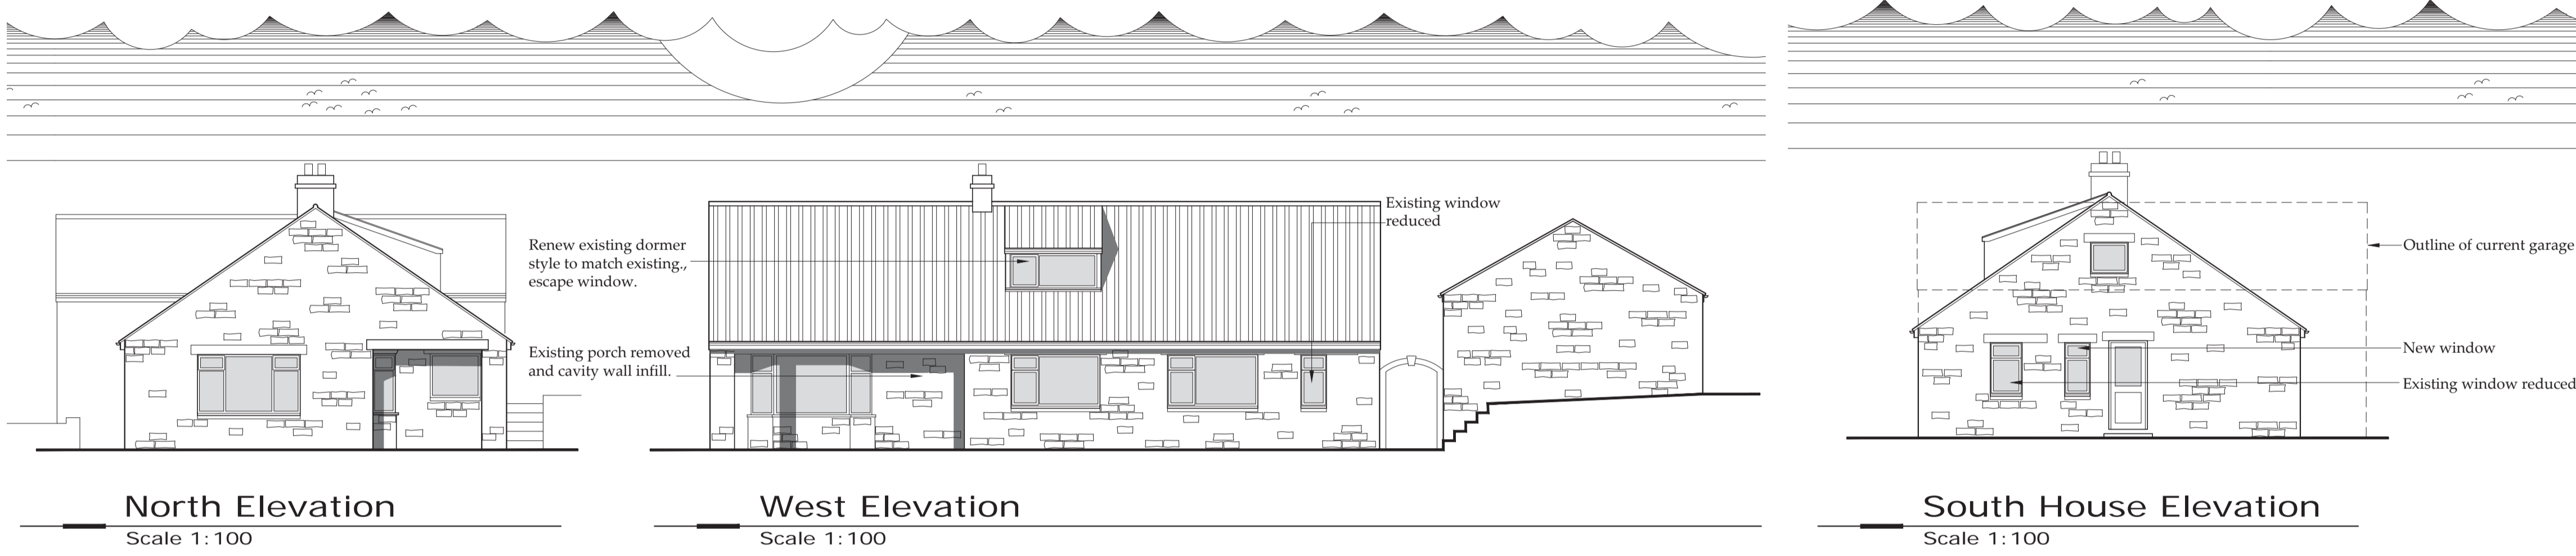 Renew existing dormer
style to match existing.,
escape window.
Existing porch removed
and cavity wall infill.
Existing window
reduced
Outline of current garage
New window
Existing window reduced
North Elevation
Scale 1:100
West Elevation
Scale 1:100
South House Elevation
Scale 1:100